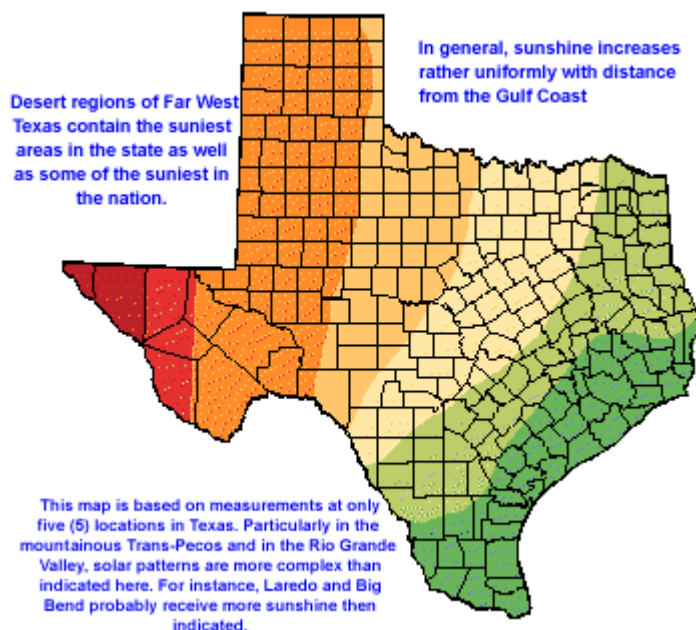 In general, sunshine increases
rather uniformly with distance
from the Gulf Coast
Desert regions of Far West
Texas contain the suniest
areas in the state as well
as some of the suniest in
the nation.
This map is based on measurements at only
five (5) locations in Texas. Particularly in the
mountainous Trans-Pecos and in the Rio Grande
Valley, solar patterns are more complex than
indicated here. For instance, Laredo and Big
Bend probably receive more sunshine then
indicated.